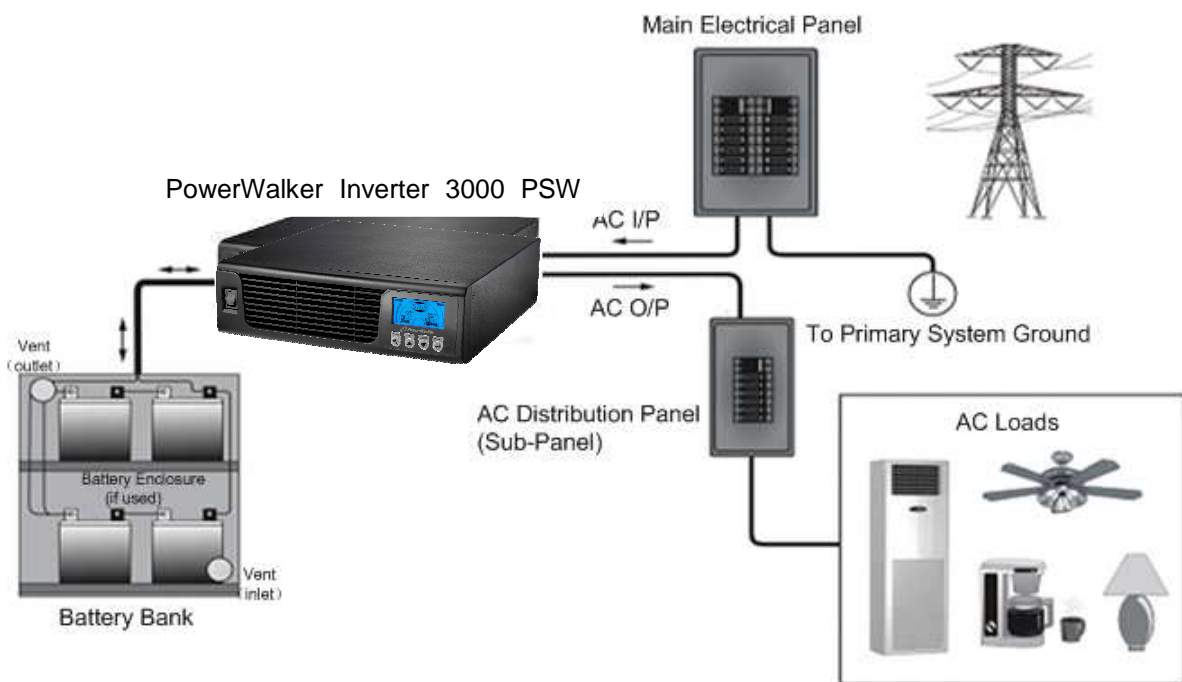 Main Electrical Panel
PowerWalker Inverter 3000 PSW
AC I/P
AC O/P
To Primary System Ground
Vent
(outlet)
AC Distribution Panel
(Sub-Panel)
AC Loads
Battery Enclosure
(if used)
Vent
(inlet)
Battery Bank